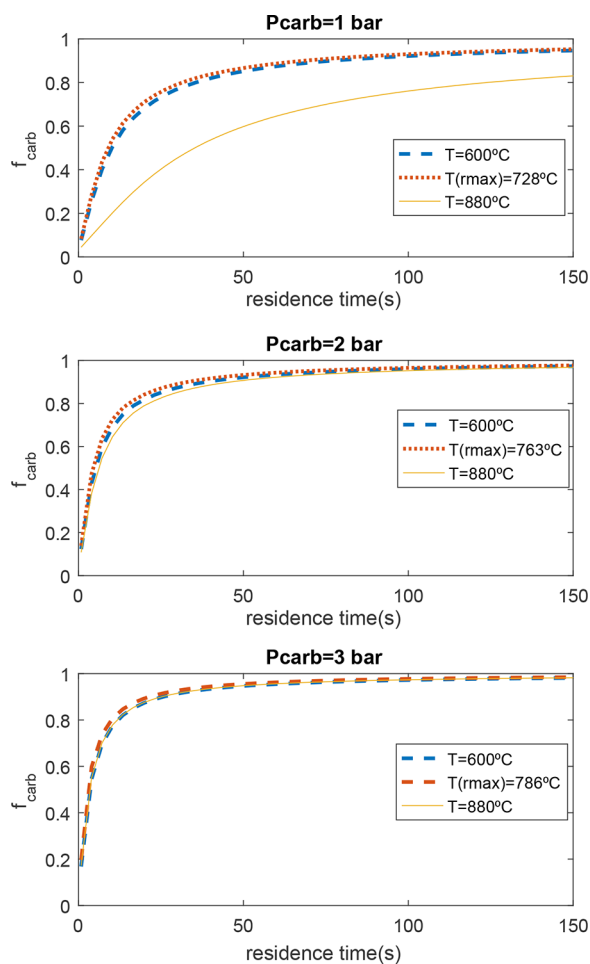 Pcarb=1 bar
1
0.8
0.6
0.4
0.2
0
f_carb
T=600ºC
T(rmax)=728ºC
T=880ºC
0 50 100 150
residence time(s)
Pcarb=2 bar
1
0.8
0.6
0.4
0.2
0
f_carb
T=600ºC
T(rmax)=763ºC
T=880ºC
0 50 100 150
residence time(s)
Pcarb=3 bar
1
0.8
0.6
0.4
0.2
0
f_carb
T=600ºC
T(rmax)=786ºC
T=880ºC
0 50 100 150
residence time(s)